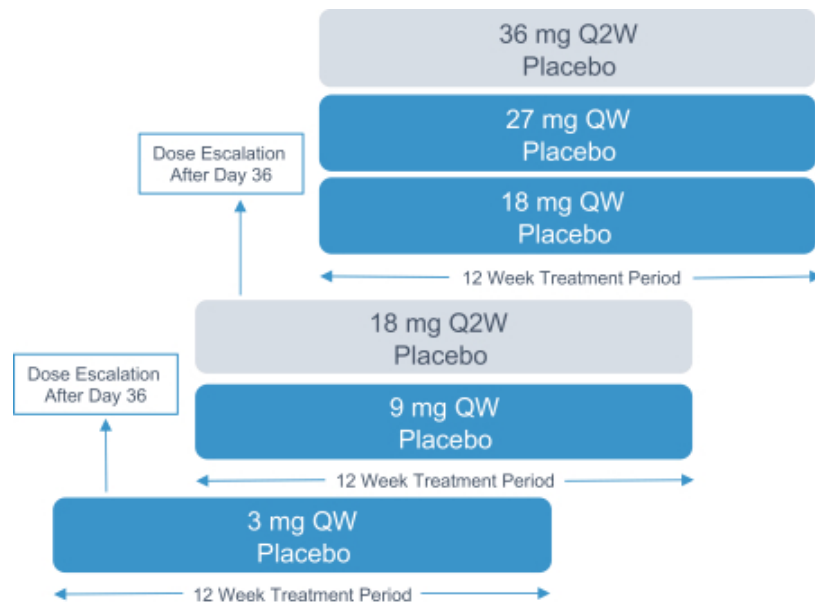 36 mg Q2W
Placebo
27 mg QW
Placebo
Dose Escalation
After Day 36
18 mg QW
Placebo
12 Week Treatment Period
18 mg Q2W
Placebo
Dose Escalation
After Day 36
9 mg QW
Placebo
12 Week Treatment Period
3 mg QW
Placebo
12 Week Treatment Period